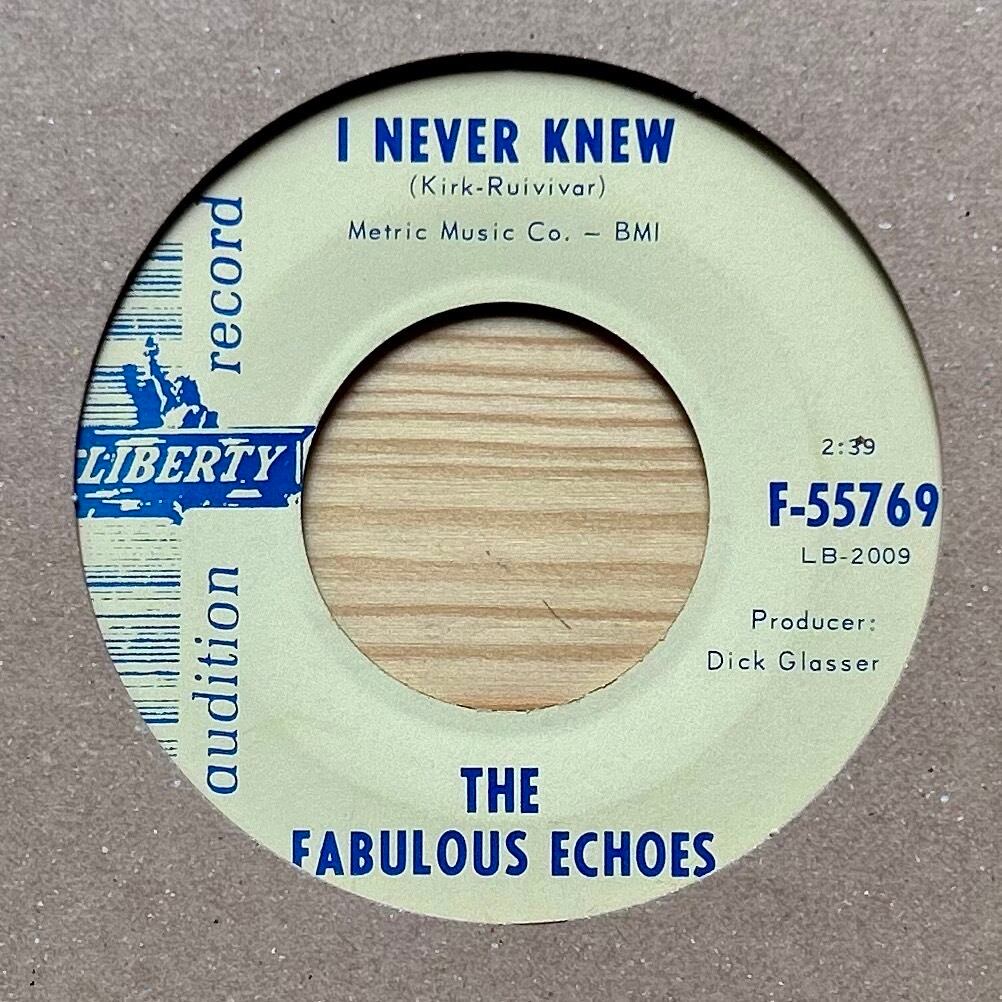 I NEVER KNEW
(Kirk-Ruivivar)
Metric Music Co. – BMI
audition record
LIBERTY
2:39
F-55769
LB-2009
Producer:
Dick Glasser
THE
FABULOUS ECHOES